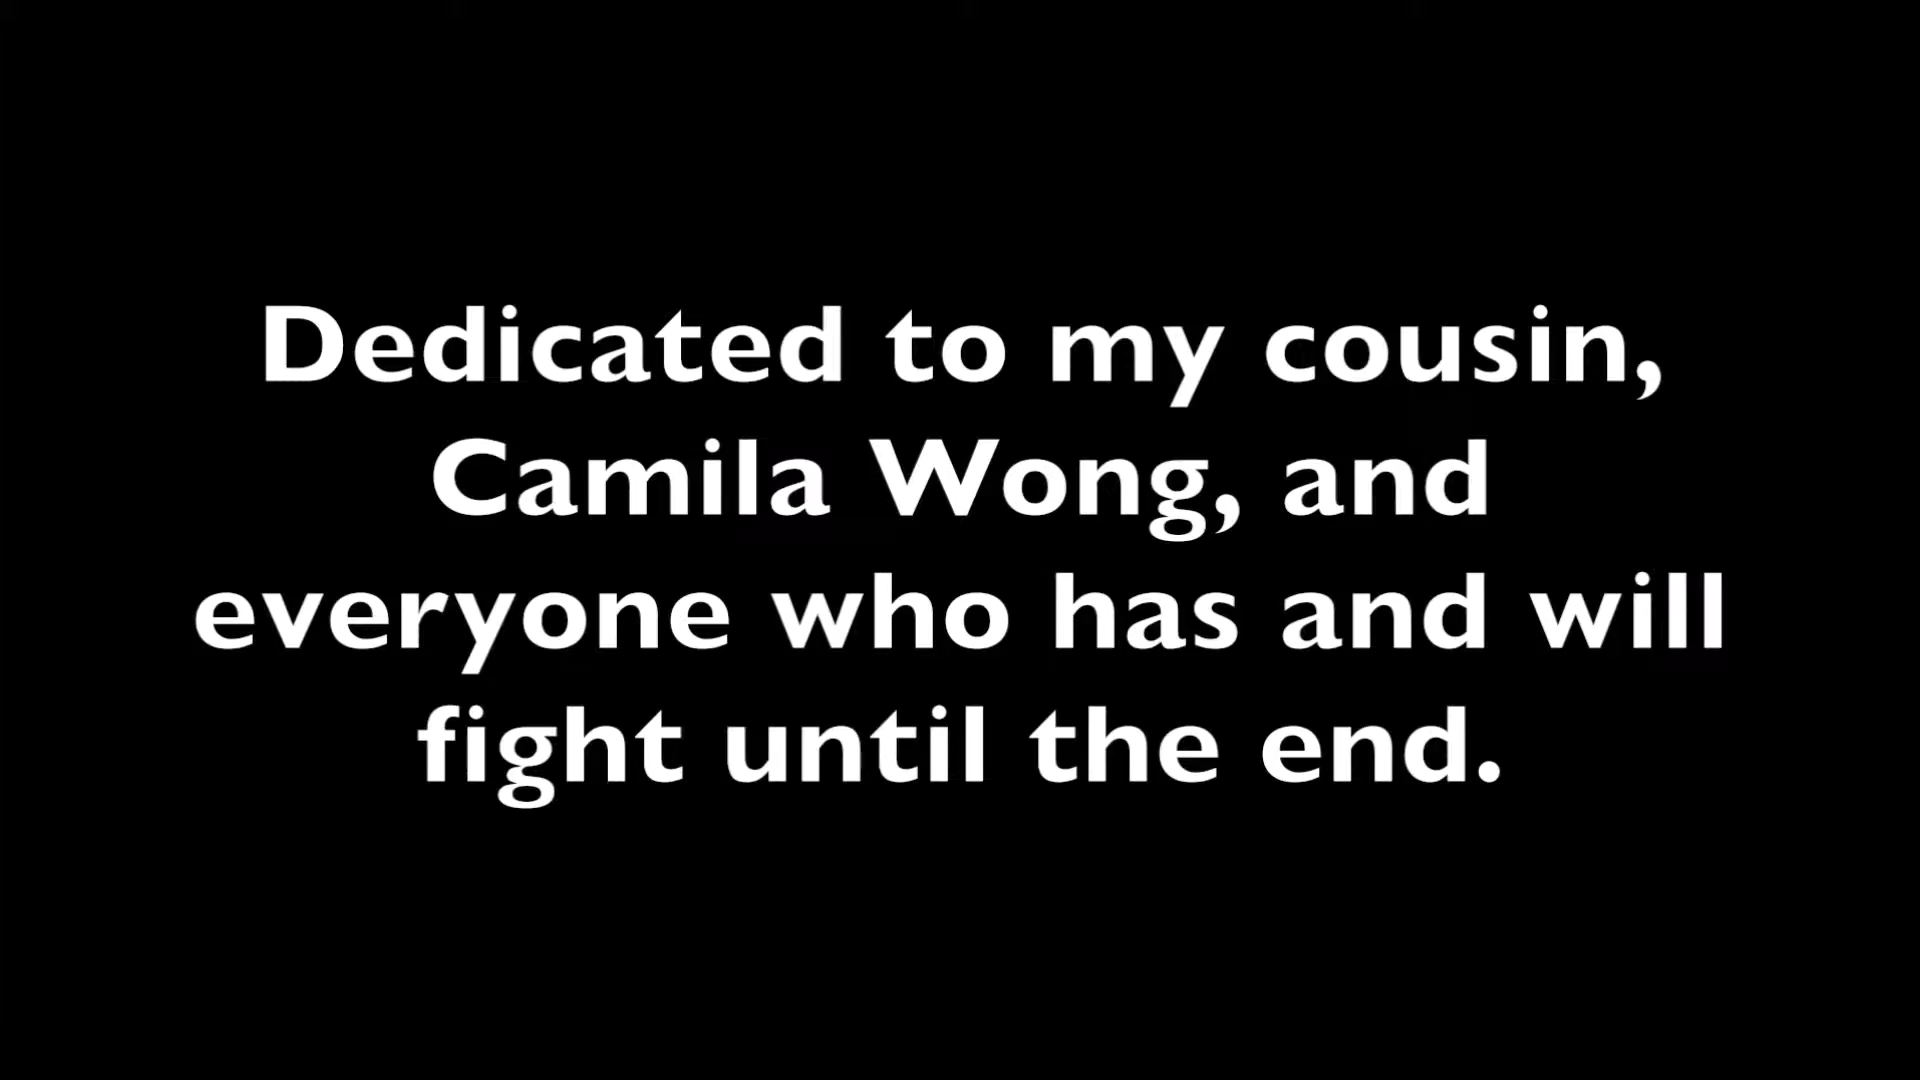 Dedicated to my cousin,
Camila Wong, and
everyone who has and will
fight until the end.